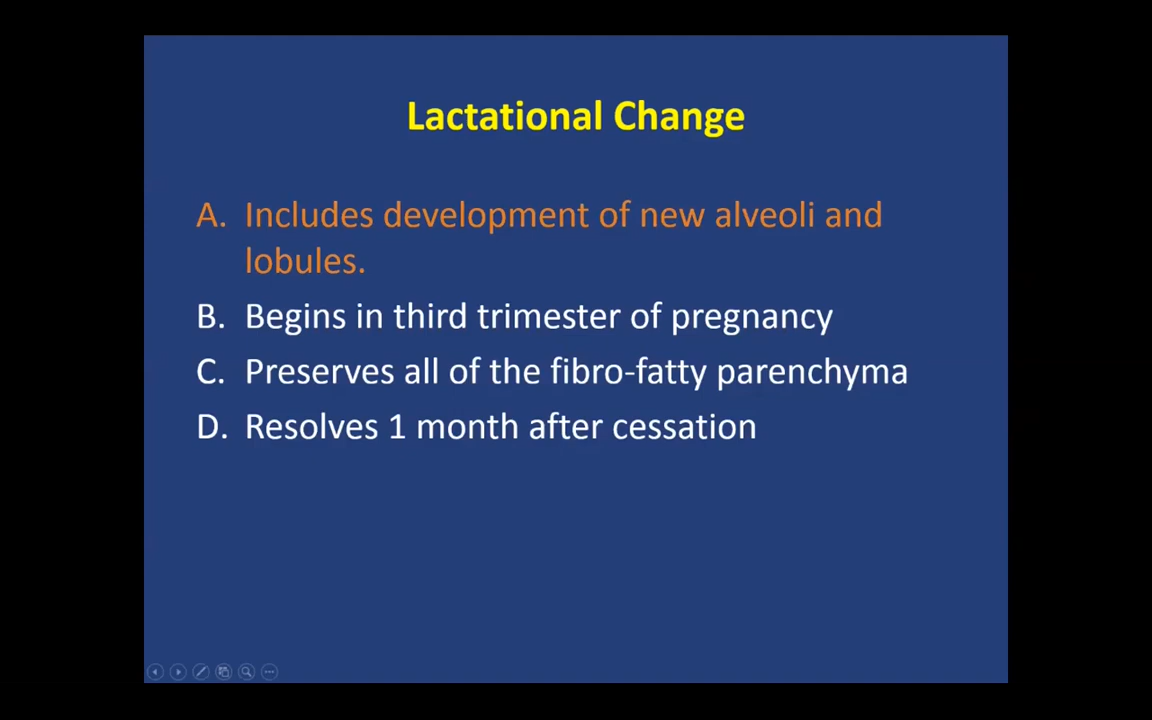 Lactational Change
A. Includes development of new alveoli and
lobules.
B. Begins in third trimester of pregnancy
C. Preserves all of the fibro-fatty parenchyma
D. Resolves 1 month after cessation